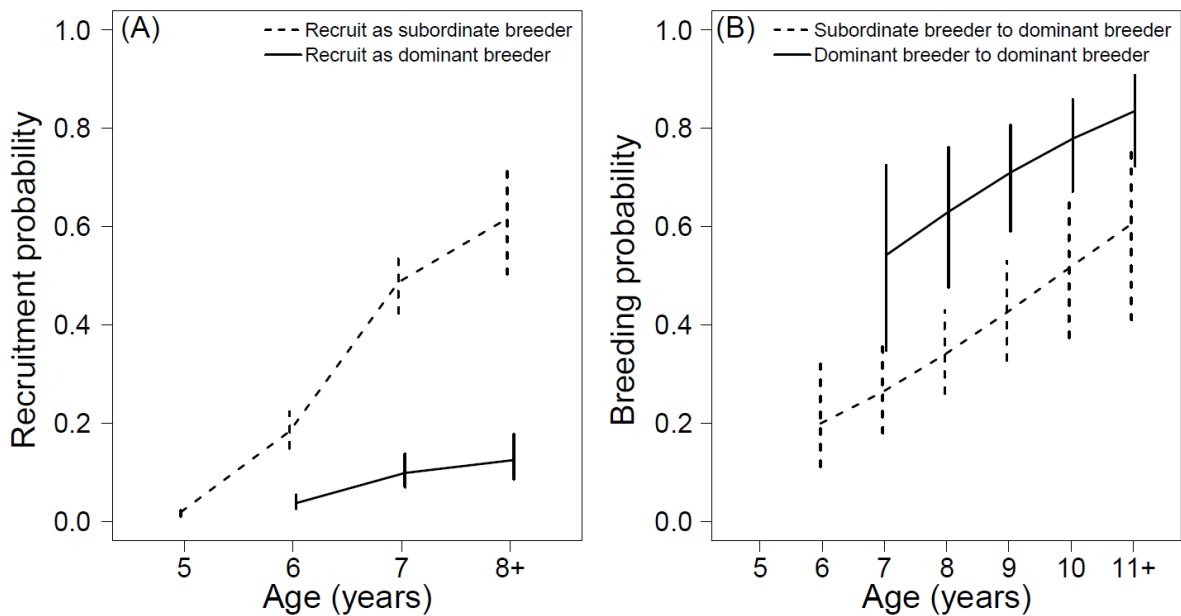 (A)
Recruit as subordinate breeder
Recruit as dominant breeder
Recruitment probability
1.0
0.8
0.6
0.4
0.2
0.0
5 6 7 8+
Age (years)
(B)
Subordinate breeder to dominant breeder
Dominant breeder to dominant breeder
Breeding probability
1.0
0.8
0.6
0.4
0.2
0.0
5 6 7 8 9 10 11+
Age (years)